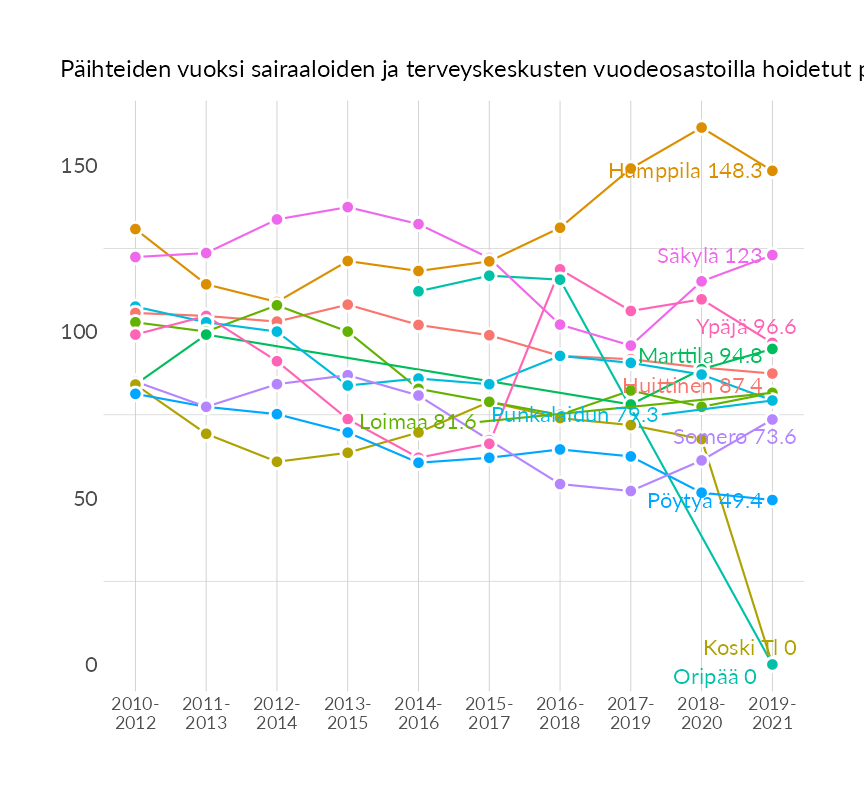 Päihteiden vuoksi sairaaloiden ja terveyskeskusten vuodeosastoilla hoidetut p
150
Humppila 148.3
Säkylä 123
Ypäjä 96.6
100
Marttila 94.8
Huittinen 87.4
Loimaa 81.6
Punkalaidun 79.3
Somero 73.6
50
Pöytyä 49.4
Koski Tl 0
0
Oripää 0
2010-
2012
2011-
2013
2012-
2014
2013-
2015
2014-
2016
2015-
2017
2016-
2018
2017-
2019
2018-
2020
2019-
2021